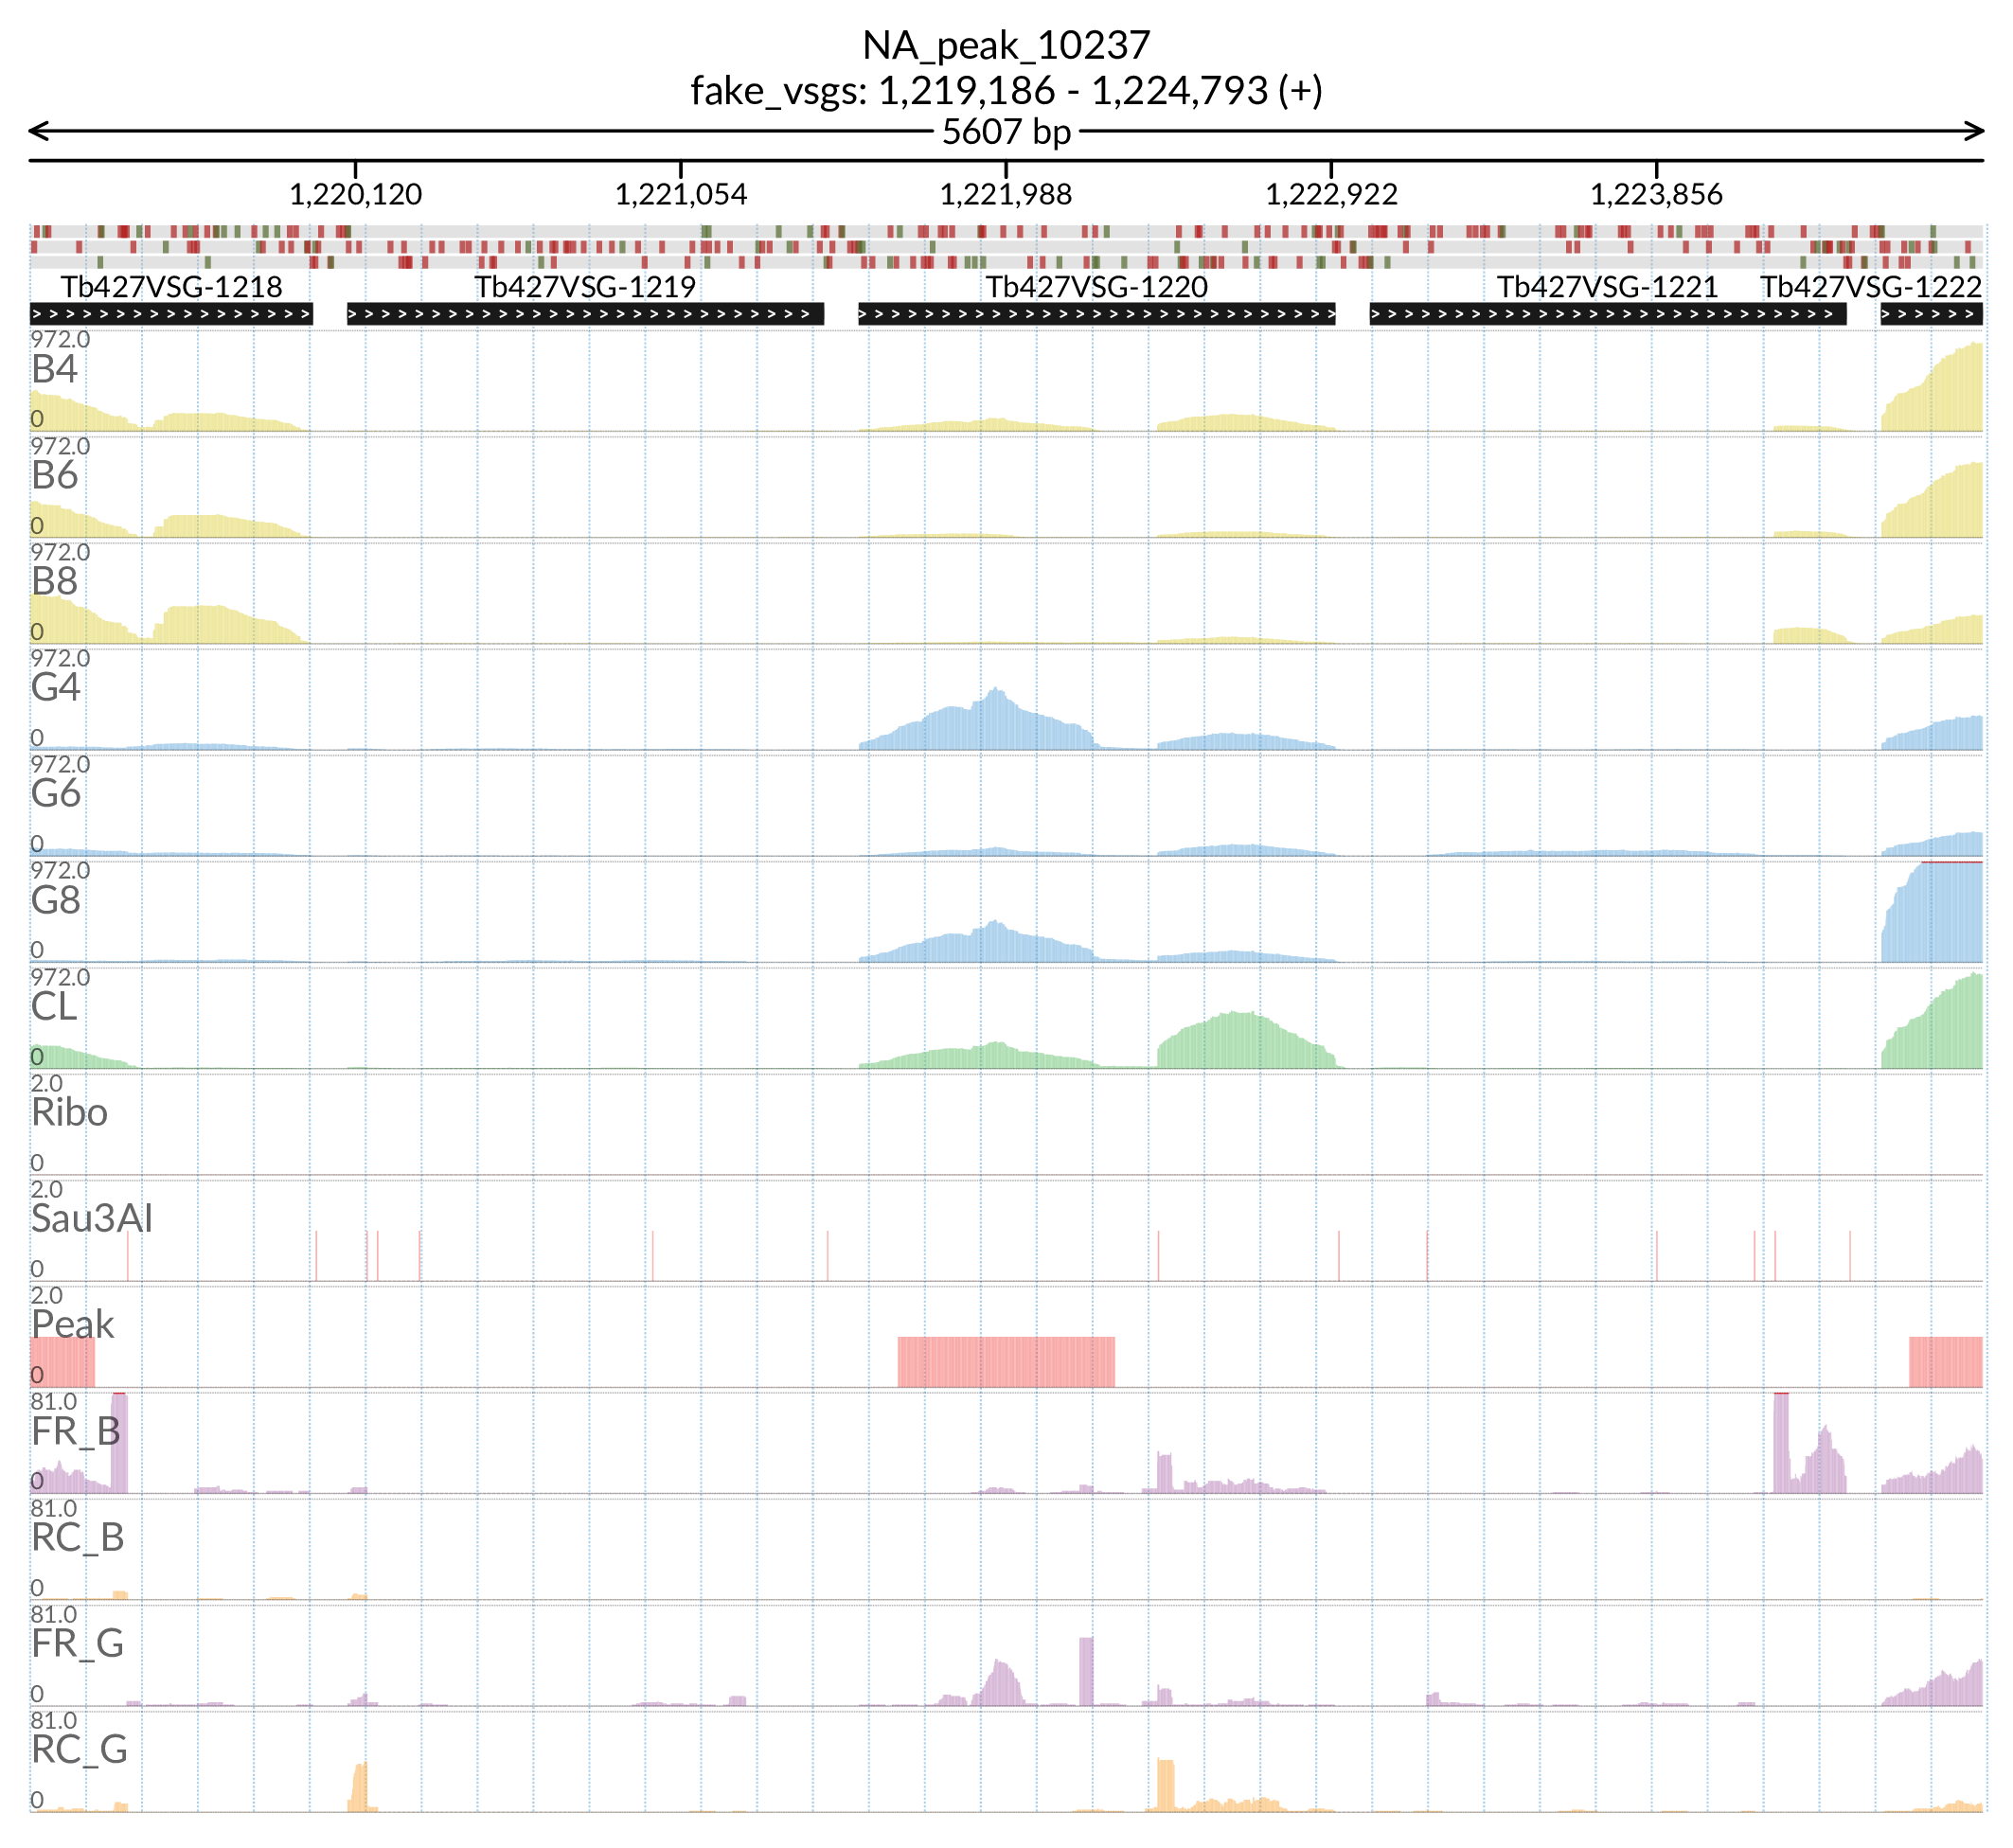 NA_peak_10237
fake_vsgs: 1,219,186 - 1,224,793 (+)
5607 bp
1,220,120 1,221,054 1,221,988 1,222,922 1,223,856
Tb427VSG-1218 Tb427VSG-1219 Tb427VSG-1220 Tb427VSG-1221 Tb427VSG-1222
972.0
B4
0
972.0
B6
0
972.0
B8
0
972.0
G4
0
972.0
G6
0
972.0
G8
0
972.0
CL
0
2.0
Ribo
0
2.0
Sau3AI
0
2.0
Peak
0
81.0
FR_B
0
81.0
RC_B
0
81.0
FR_G
0
81.0
RC_G
0